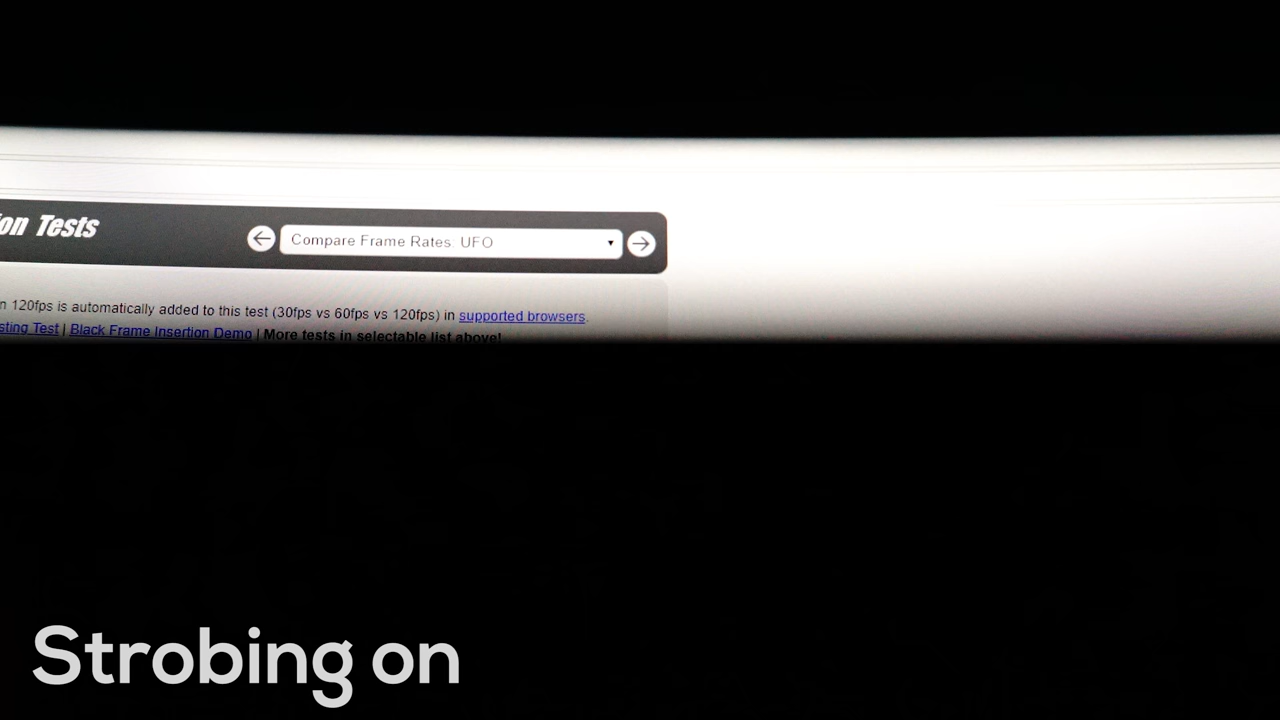 ion Tests
Compare Frame Rates: UFO
n 120fps is automatically added to this test (30fps vs 60fps vs 120fps) in supported browsers.
sting Test | Black Frame Insertion Demo | More tests in selectable list above!
Strobing on